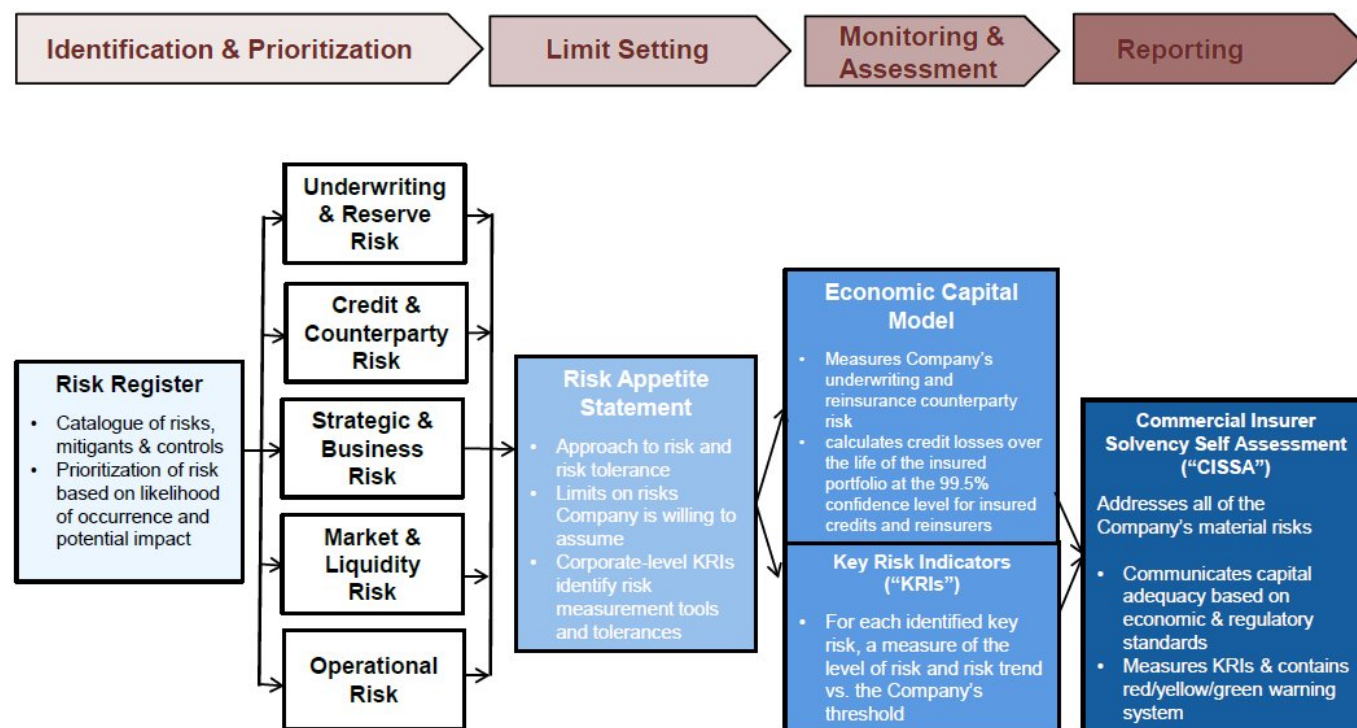 Identification & Prioritization
Limit Setting
Monitoring &
Assessment
Reporting
Risk Register
• Catalogue of risks,
mitigants & controls
• Prioritization of risk
based on likelihood
of occurrence and
potential impact
Underwriting
& Reserve
Risk
Credit &
Counterparty
Risk
Strategic &
Business
Risk
Market &
Liquidity
Risk
Operational
Risk
Risk Appetite
Statement
• Approach to risk and
risk tolerance
• Limits on risks
Company is willing to
assume
• Corporate-level KRIs
identify risk
measurement tools
and tolerances
Economic Capital
Model
• Measures Company's
underwriting and
reinsurance counterparty
risk
• calculates credit losses over
the life of the insured
portfolio at the 99.5%
confidence level for insured
credits and reinsurers
Key Risk Indicators
("KRIs")
• For each identified key
risk, a measure of the
level of risk and risk trend
vs. the Company's
threshold
Commercial Insurer
Solvency Self Assessment
("CISSA")
Addresses all of the
Company's material risks
• Communicates capital
adequacy based on
economic & regulatory
standards
• Measures KRIs & contains
red/yellow/green warning
system